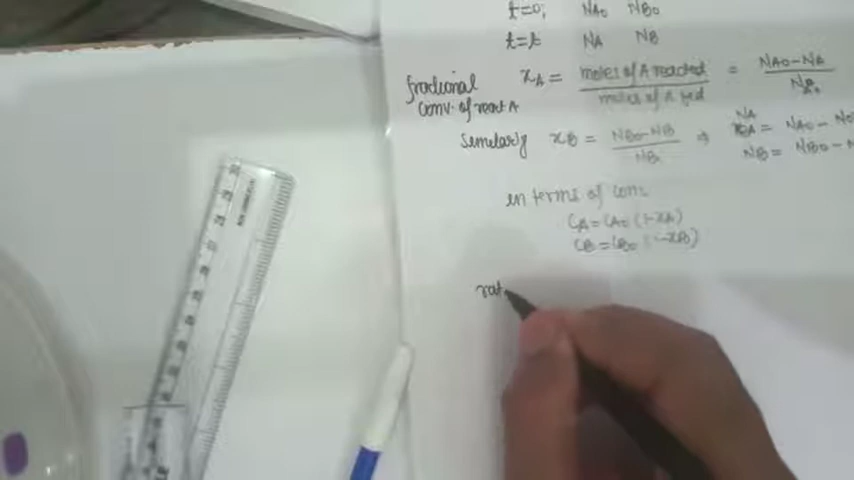 t=0, NA0 NB0
t=t NA NB
fractional conv. of react A xA = moles of A reacted / moles of A fed = NA0-NA / NA0
Similarly xB = NB0-NB / NB0 ⇒ NA = NA0 - NA0
NB = NB0 -
in terms of conc
CA = CA0 (1-xA)
CB = CB0 (1-xB)
rat